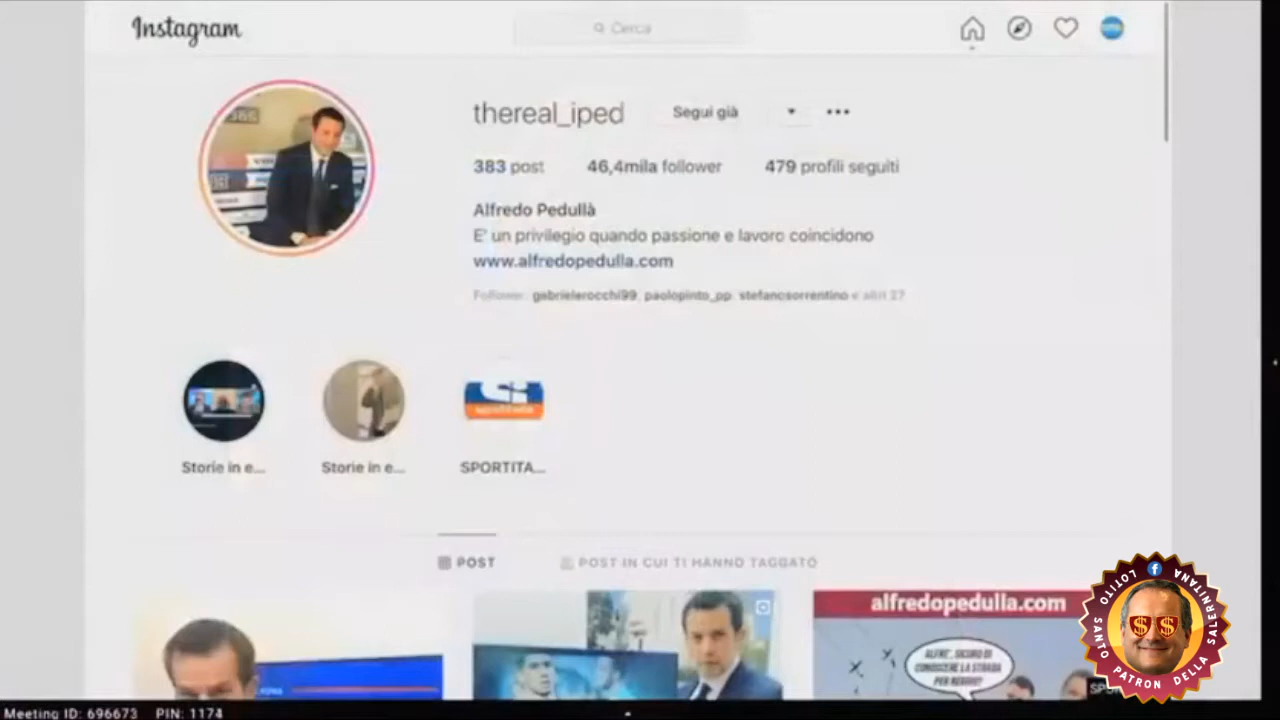 Instagram
Cerca
thereal_iped Segui già
383 post 46,4mila follower 479 profili seguiti
Alfredo Pedullà
E' un privilegio quando passione e lavoro coincidono
www.alfredopedulla.com
Follower: gabrielerocchi99, paolopinto_pp, stefanosorrentino e altri 27
Storie in e... Storie in e... SPORTITA...
POST POST IN CUI TI HANNO TAGGATO
alfredopedulla.com
ALFRE', SICURO DI
CONOSCERE LA STRADA
PER REGGIO?
LOTITO SANTO PATRON DELLA SALERNITANA
Meeting ID: 696673 PIN: 1174